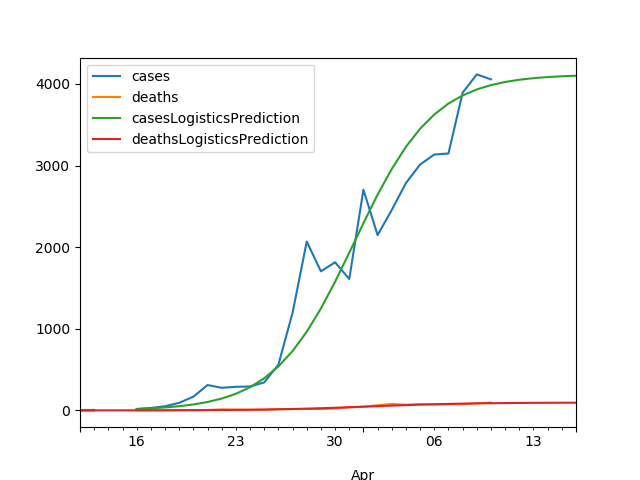 cases
deaths
casesLogisticsPrediction
deathsLogisticsPrediction
4000
3000
2000
1000
0
16 23 30 06 13
Apr